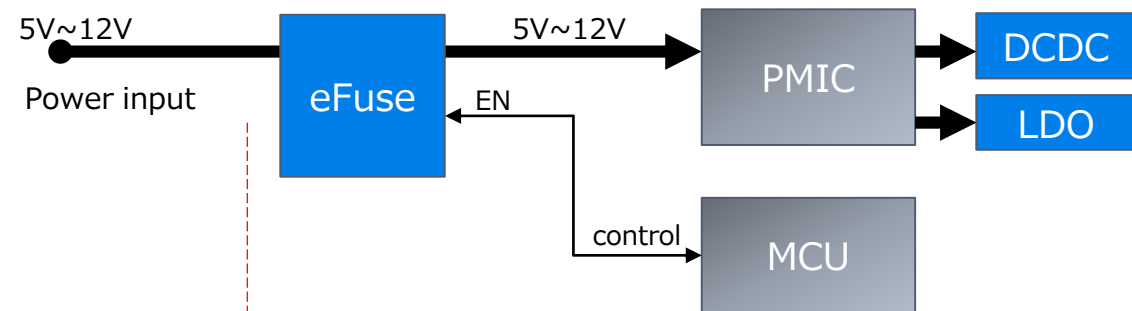 5V~12V
5V~12V
DCDC
PMIC
Power input
eFuse
EN
LDO
control
MCU